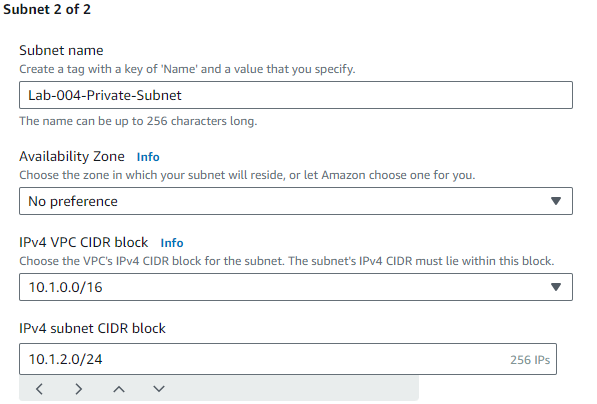 Subnet 2 of 2
Subnet name
Create a tag with a key of 'Name' and a value that you specify.
Lab-004-Private-Subnet
The name can be up to 256 characters long.
Availability Zone Info
Choose the zone in which your subnet will reside, or let Amazon choose one for you.
No preference
IPv4 VPC CIDR block Info
Choose the VPC's IPv4 CIDR block for the subnet. The subnet's IPv4 CIDR must lie within this block.
10.1.0.0/16
IPv4 subnet CIDR block
10.1.2.0/24 256 IPs